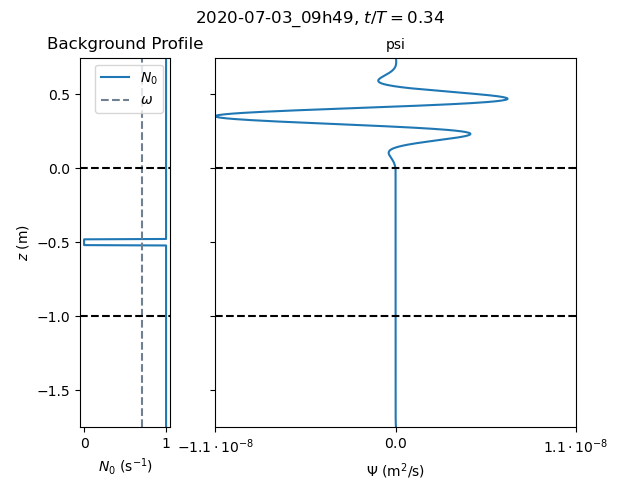 2020-07-03_09h49, t/T = 0.34
Background Profile
psi
N₀
ω
0.5
0.0
−0.5
−1.0
−1.5
z (m)
0
1
−1.1 · 10⁻⁸
0.0
1.1 · 10⁻⁸
N₀ (s⁻¹)
Ψ (m²/s)